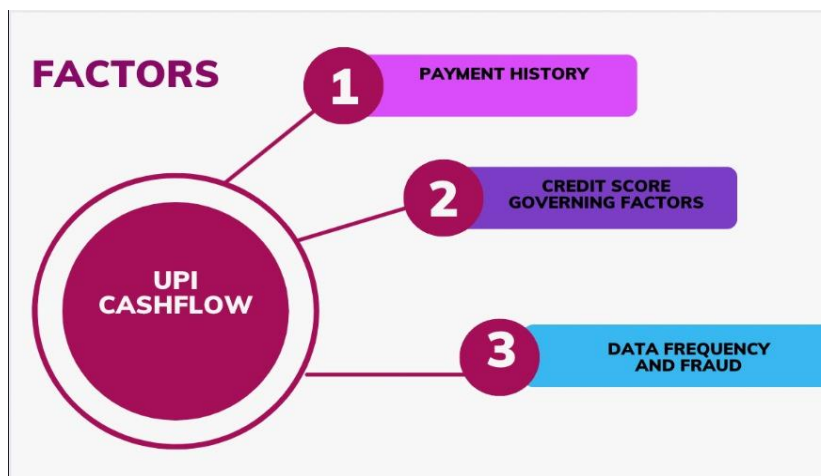 FACTORS
1
PAYMENT HISTORY
2
CREDIT SCORE
GOVERNING FACTORS
UPI
CASHFLOW
3
DATA FREQUENCY
AND FRAUD